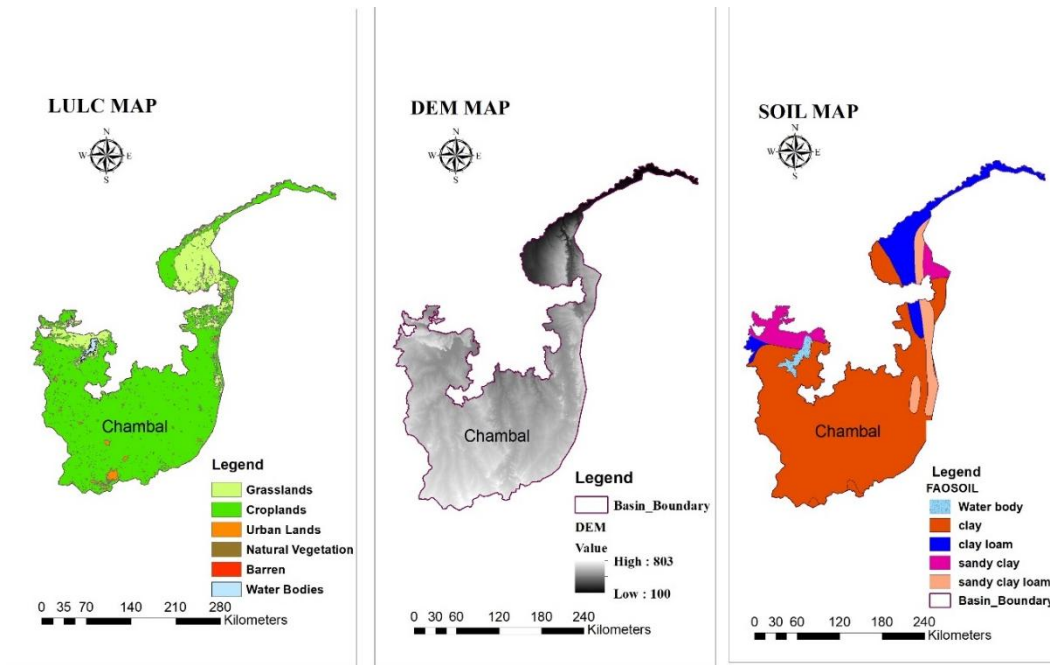 LULC MAP
N
W E
S
Chambal
Legend
Grasslands
Croplands
Urban Lands
Natural Vegetation
Barren
Water Bodies
0 35 70 140 210 280
Kilometers
DEM MAP
N
W E
S
Chambal
Legend
Basin_Boundary
DEM
Value
High : 803
Low : 100
0 30 60 120 180 240
Kilometers
SOIL MAP
N
W E
S
Chambal
Legend
FAOSOIL
Water body
clay
clay loam
sandy clay
sandy clay loam
Basin_Boundary
0 30 60 120 180 240
Kilometers